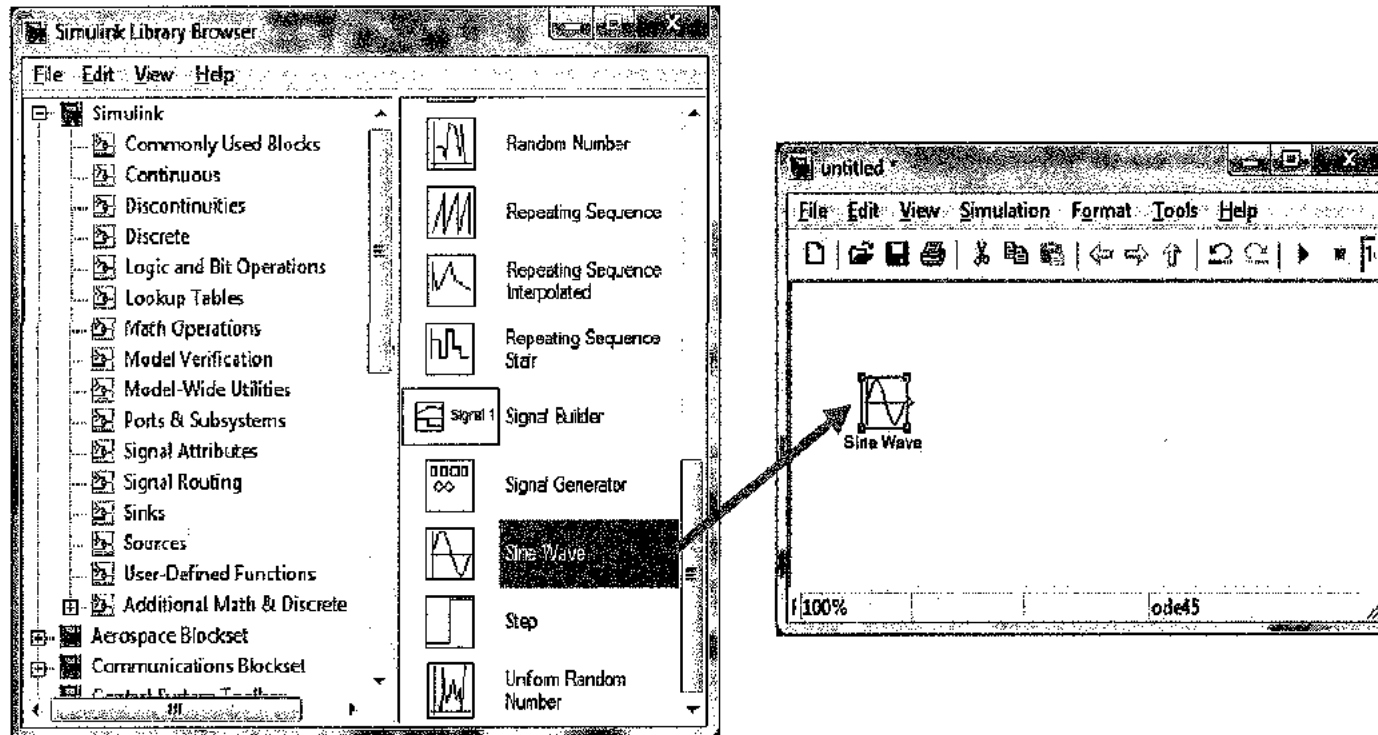 Simulink Library Browser
File Edit View Help
Simulink
Commonly Used Blocks
Continuous
Discontinuities
Discrete
Logic and Bit Operations
Lookup Tables
Math Operations
Model Verification
Model-Wide Utilities
Ports & Subsystems
Signal Attributes
Signal Routing
Sinks
Sources
User-Defined Functions
Additional Math & Discrete
Aerospace Blockset
Communications Blockset
Random Number
Repeating Sequence
Repeating Sequence
Interpolated
Repeating Sequence
Stair
Signal 1
Signal Builder
Signal Generator
Sine Wave
Step
Uniform Random
Number
untitled *
File Edit View Simulation Format Tools Help
Sine Wave
100%
ode45